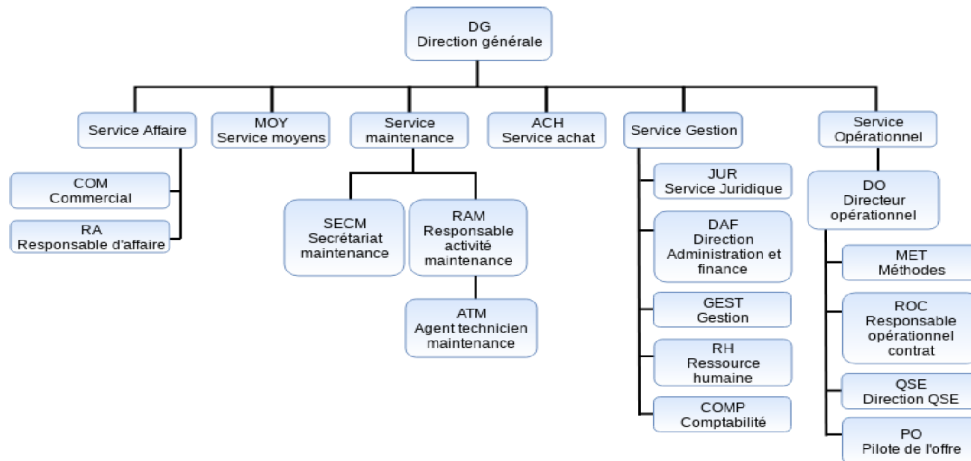 DG
Direction générale
Service Affaire
MOY
Service moyens
Service
maintenance
ACH
Service achat
Service Gestion
Service
Opérationnel
COM
Commercial
RA
Responsable d'affaire
SECM
Secrétariat
maintenance
RAM
Responsable
activité
maintenance
ATM
Agent technicien
maintenance
JUR
Service Juridique
DAF
Direction
Administration et
finance
GEST
Gestion
RH
Ressource
humaine
COMP
Comptabilité
DO
Directeur
opérationnel
MET
Méthodes
ROC
Responsable
opérationnel
contrat
QSE
Direction QSE
PO
Pilote de l'offre